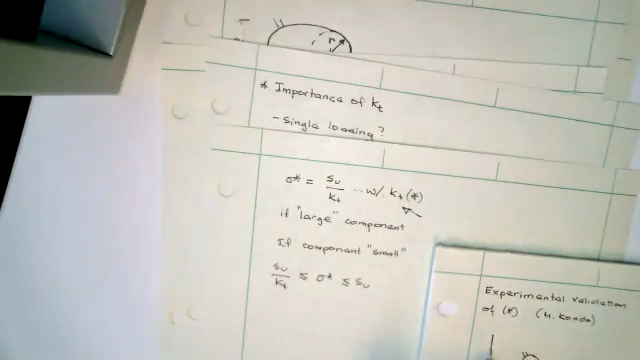 r
* Importance of Kt
- Single loading?
σ* = Su/Kt ... w/. Kt (*)
if "large" component
If component "small"
Su/Kt ≤ σ* ≤ Su
Experimental validation
of (*) (H. Kondo)